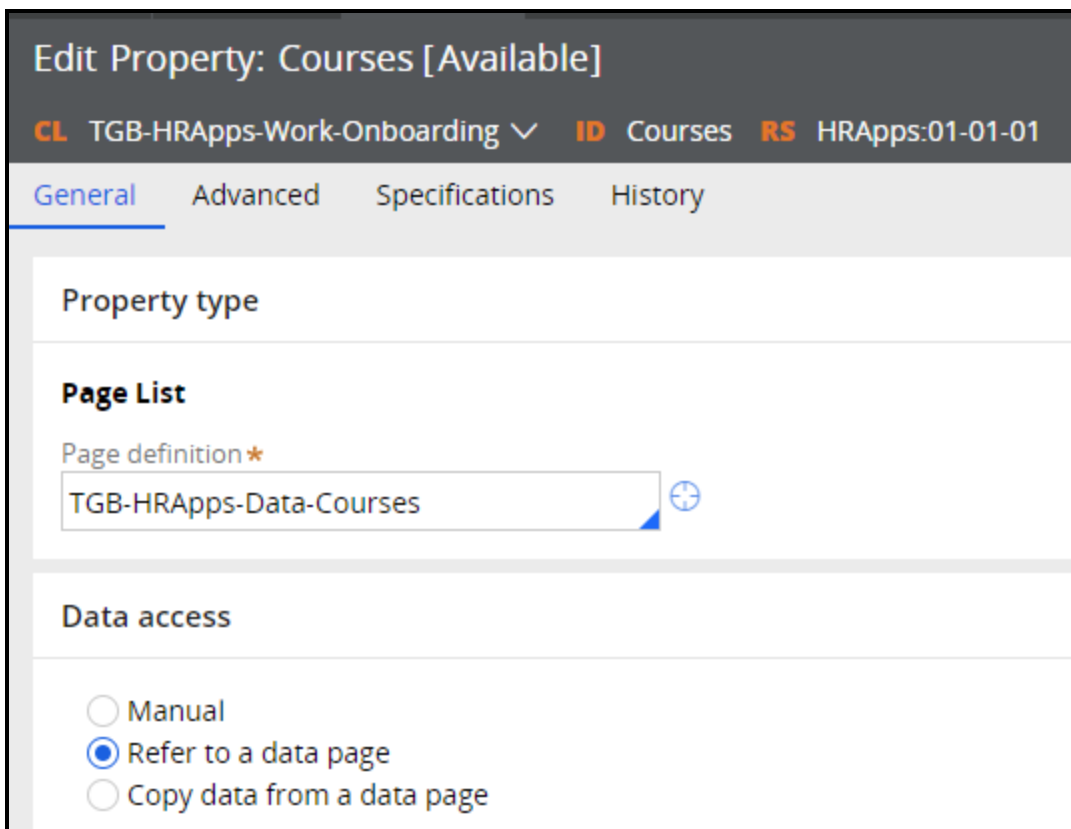 Edit Property: Courses [Available]
CL TGB-HRApps-Work-Onboarding ID Courses RS HRApps:01-01-01
General Advanced Specifications History
Property type
Page List
Page definition★
TGB-HRApps-Data-Courses
Data access
Manual
Refer to a data page
Copy data from a data page